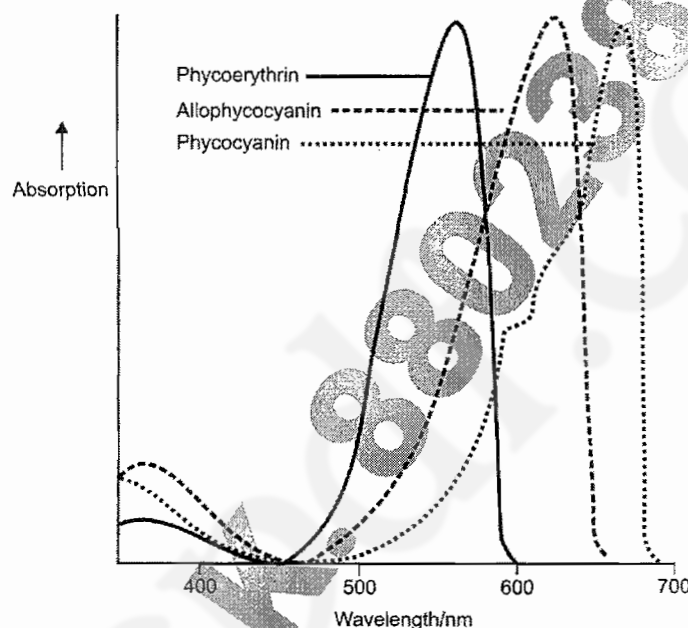 Phycoerythrin
Allophycocyanin
Phycocyanin
Absorption
400 500 600 700
Wavelength/nm